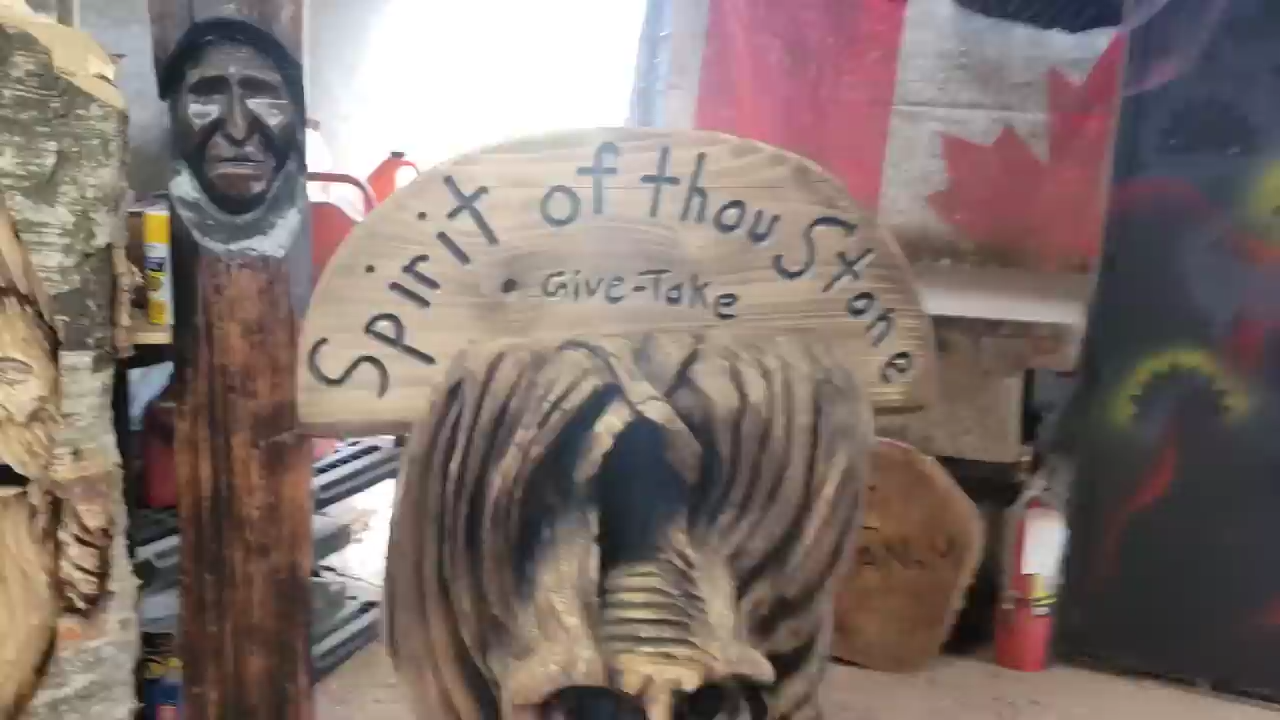 Spirit of thou Stone
• Give-Take